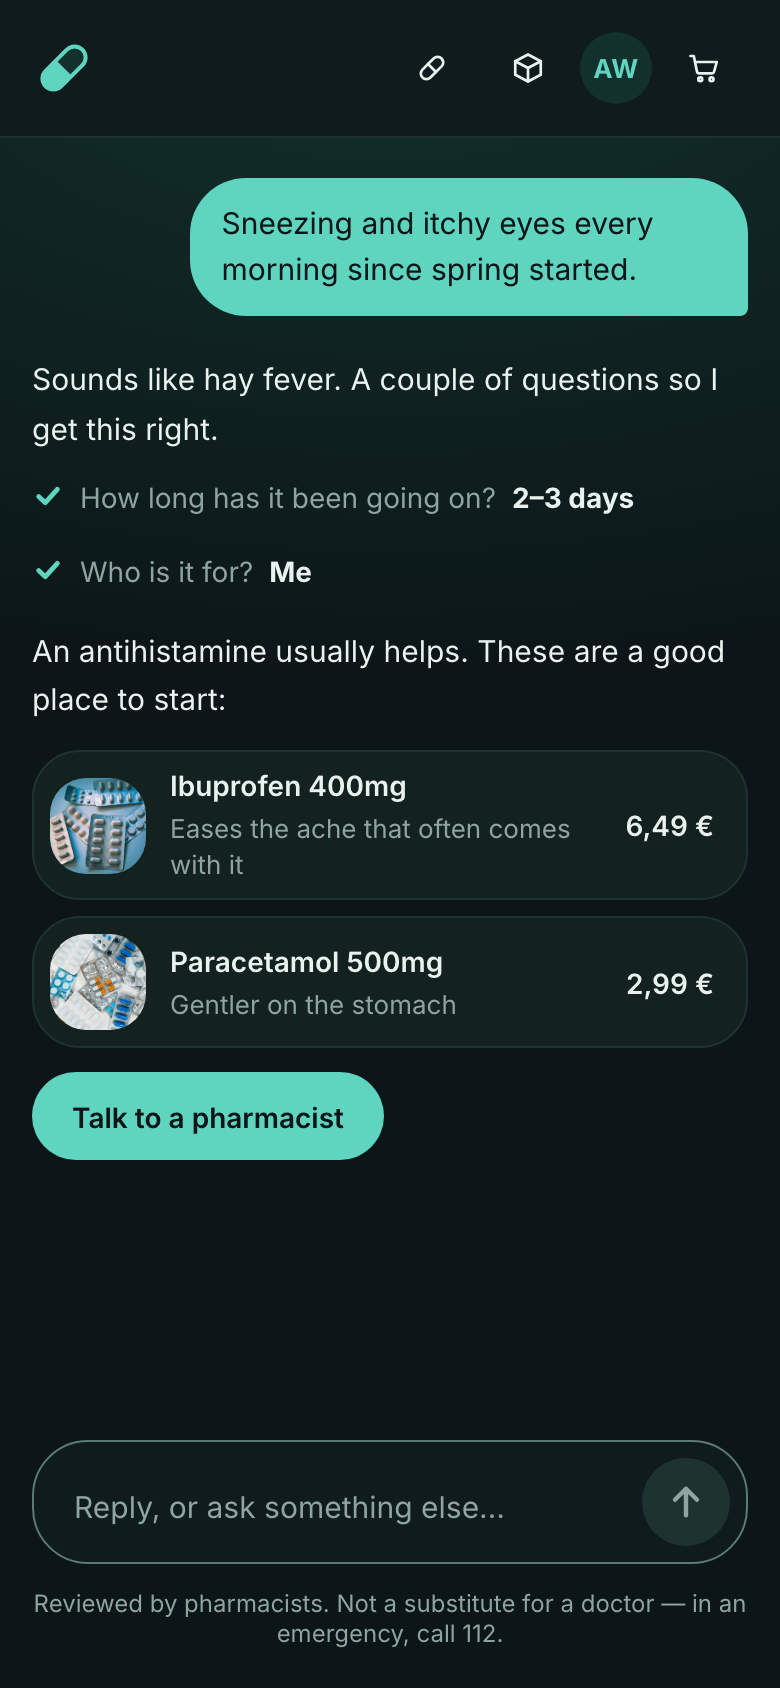 AW
Sneezing and itchy eyes every
morning since spring started.
Sounds like hay fever. A couple of questions so I
get this right.
How long has it been going on? 2–3 days
Who is it for? Me
An antihistamine usually helps. These are a good
place to start:
Ibuprofen 400mg
Eases the ache that often comes
with it
6,49 €
Paracetamol 500mg
Gentler on the stomach
2,99 €
Talk to a pharmacist
Reply, or ask something else...
Reviewed by pharmacists. Not a substitute for a doctor — in an
emergency, call 112.